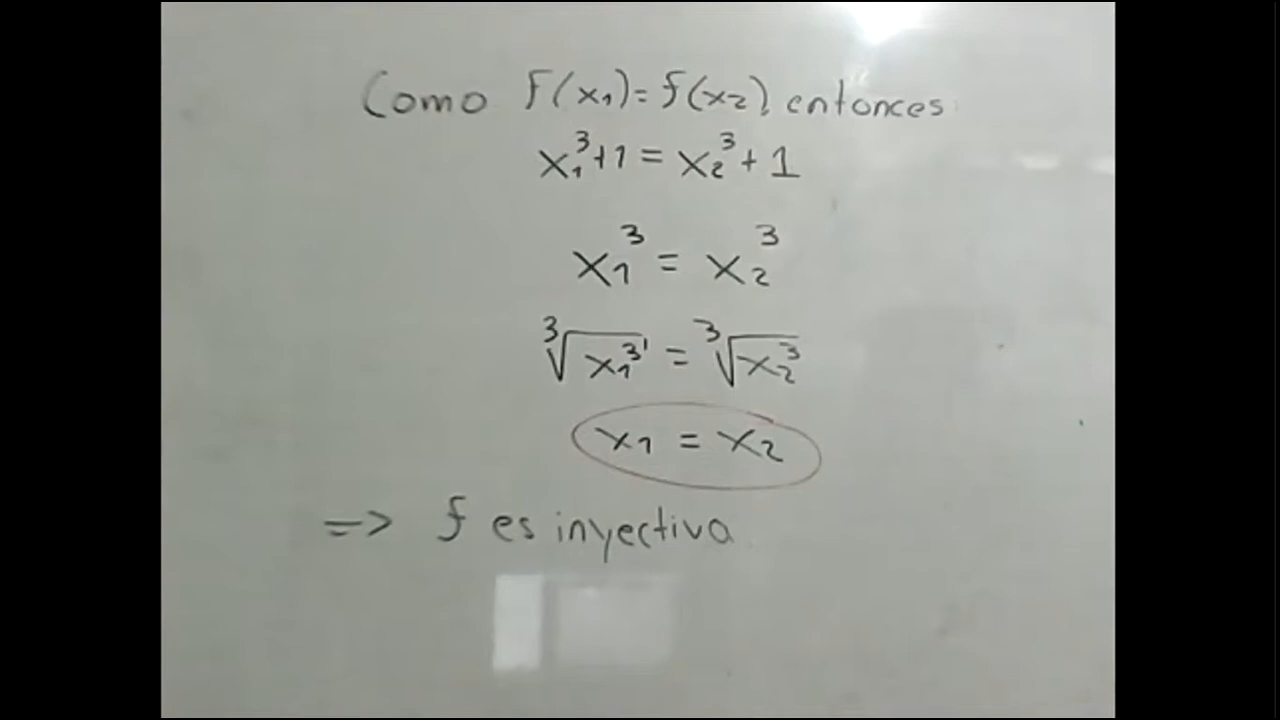 Como f(x₁)=f(x₂), entonces
x₁³+1 = x₂³+1
x₁³ = x₂³
∛x₁³ = ∛x₂³
x₁ = x₂
=> f es inyectiva